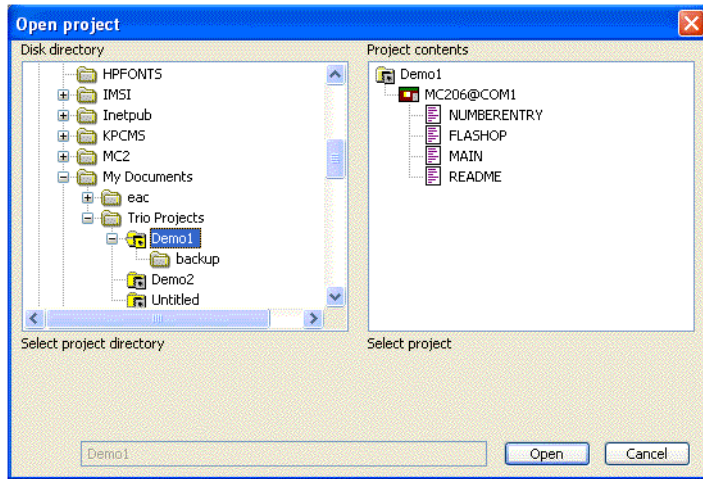 Open project
Disk directory
Project contents
HPFONTS
IMSI
Inetpub
KPCMS
MC2
My Documents
eac
Trio Projects
Demo1
backup
Demo2
Untitled
Demo1
MC206@COM1
NUMBERENTRY
FLASHOP
MAIN
README
Select project directory
Select project
Demo1
Open
Cancel